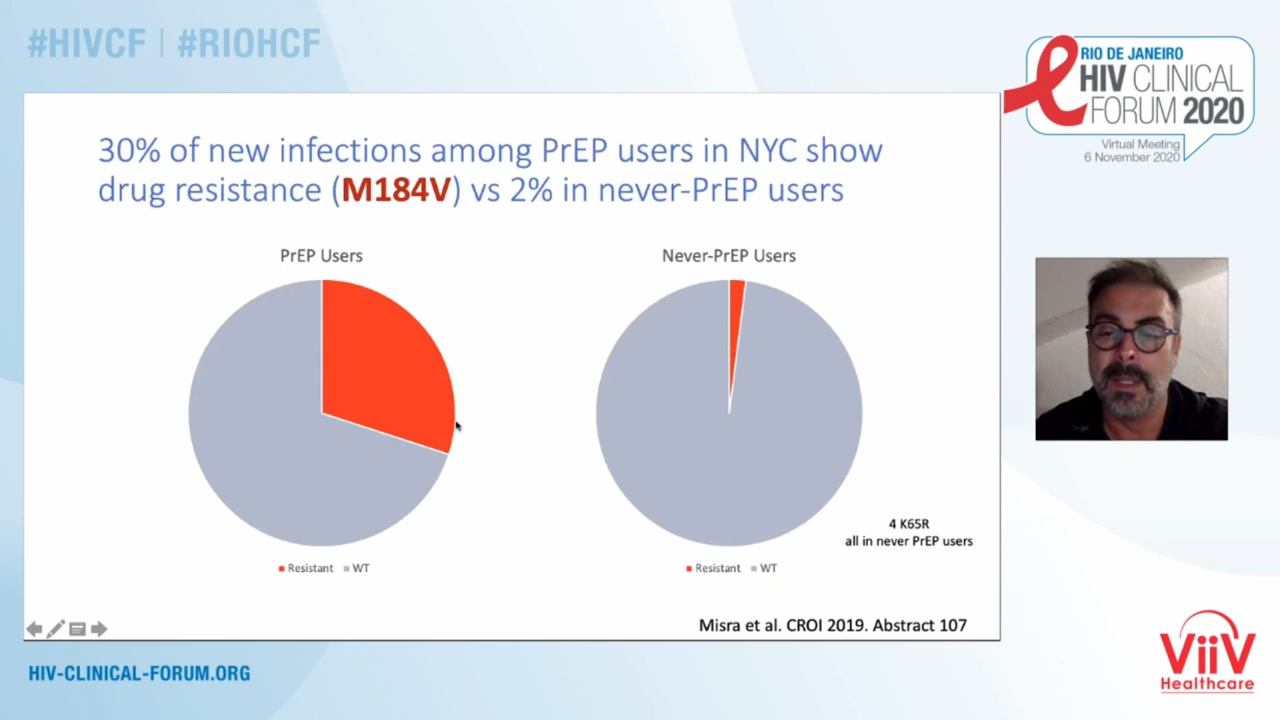 #HIVCF | #RIOHCF
RIO DE JANEIRO
HIV CLINICAL
FORUM 2020
Virtual Meeting
6 November 2020
30% of new infections among PrEP users in NYC show
drug resistance (M184V) vs 2% in never-PrEP users
PrEP Users
Never-PrEP Users
4 K65R
all in never PrEP users
Resistant WT
Resistant WT
Misra et al. CROI 2019. Abstract 107
HIV-CLINICAL-FORUM.ORG
ViiV
Healthcare